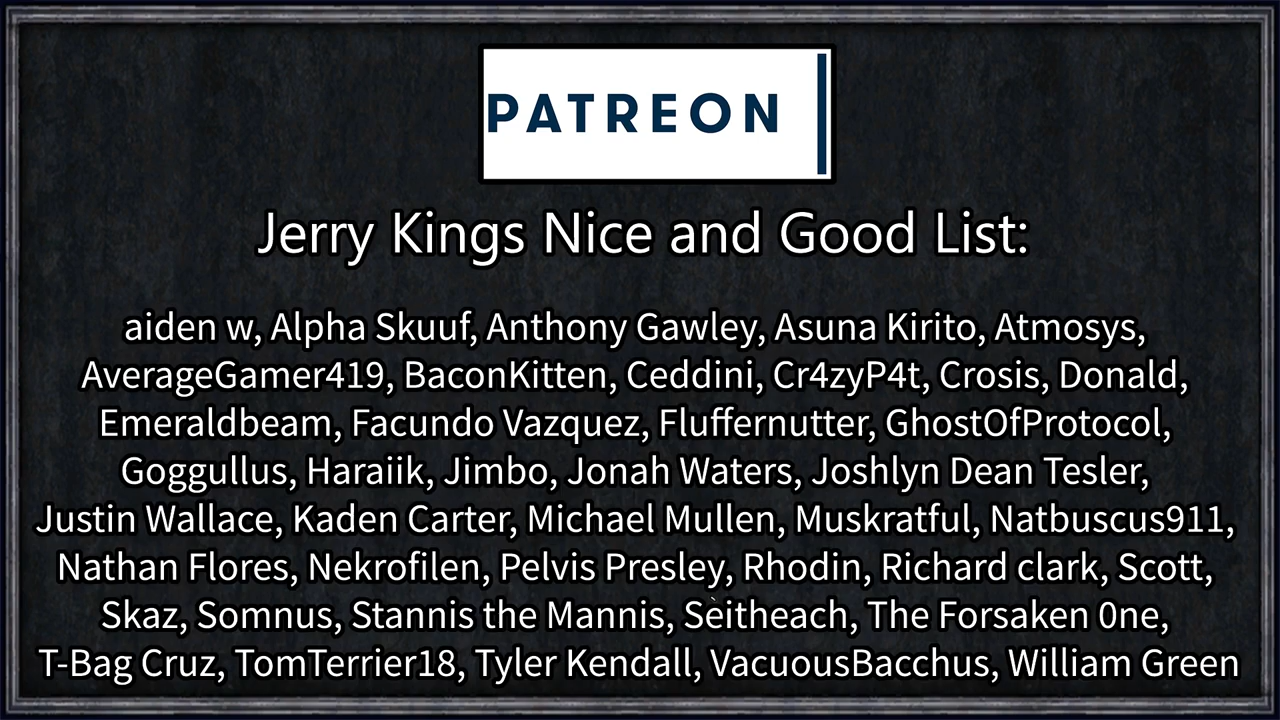 PATREON
Jerry Kings Nice and Good List:
aiden w, Alpha Skuuf, Anthony Gawley, Asuna Kirito, Atmosys,
AverageGamer419, BaconKitten, Ceddini, Cr4zyP4t, Crosis, Donald,
Emeraldbeam, Facundo Vazquez, Fluffernutter, GhostOfProtocol,
Goggullus, Haraiik, Jimbo, Jonah Waters, Joshlyn Dean Tesler,
Justin Wallace, Kaden Carter, Michael Mullen, Muskratful, Natbuscus911,
Nathan Flores, Nekrofilen, Pelvis Presley, Rhodin, Richard clark, Scott,
Skaz, Somnus, Stannis the Mannis, Sèitheach, The Forsaken 0ne,
T-Bag Cruz, TomTerrier18, Tyler Kendall, VacuousBacchus, William Green